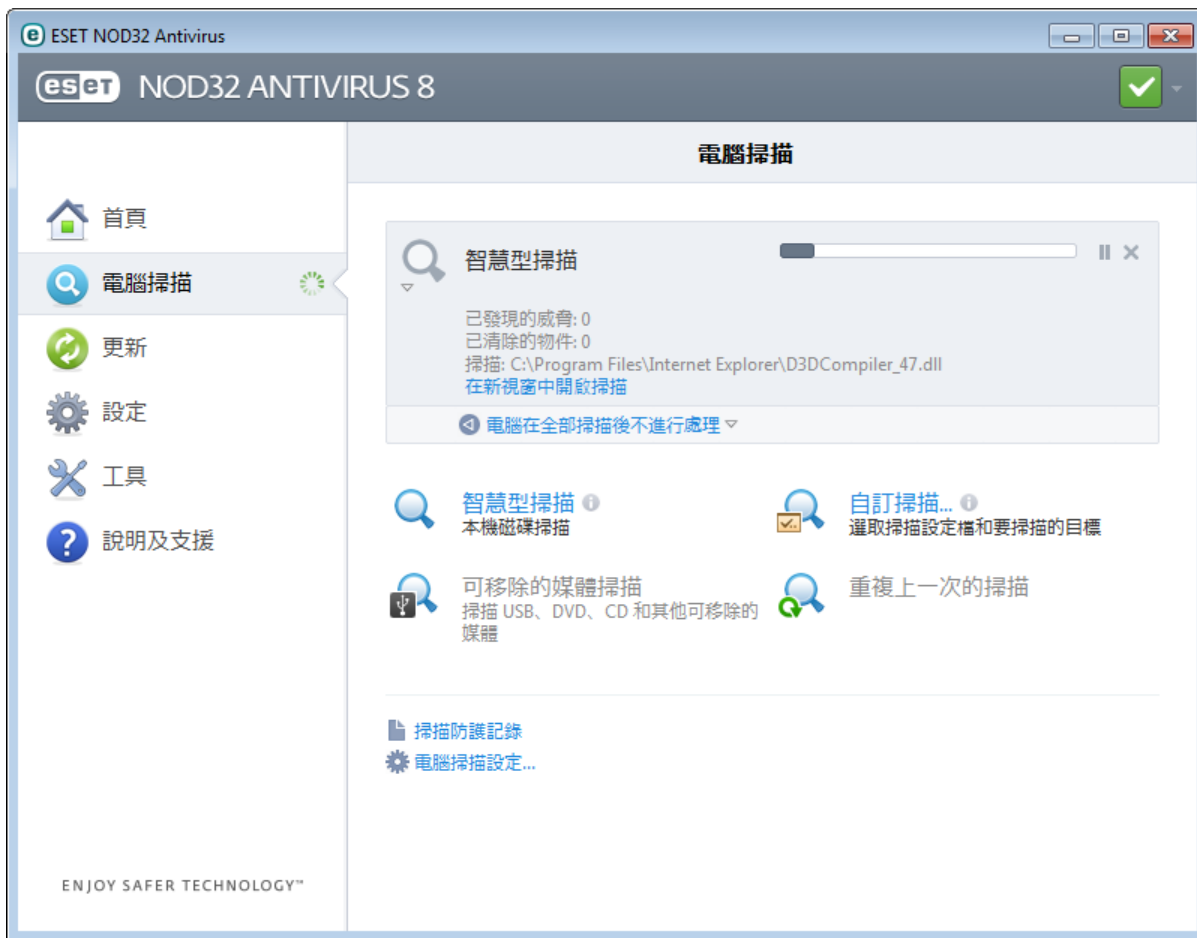 ESET NOD32 Antivirus
eset NOD32 ANTIVIRUS 8
電腦掃描
首頁
電腦掃描
更新
設定
工具
說明及支援
智慧型掃描
已發現的威脅: 0
已清除的物件: 0
掃描: C:\Program Files\Internet Explorer\D3DCompiler_47.dll
在新視窗中開啟掃描
電腦在全部掃描後不進行處理
智慧型掃描
本機磁碟掃描
自訂掃描...
選取掃描設定檔和要掃描的目標
可移除的媒體掃描
掃描 USB、DVD、CD 和其他可移除的
媒體
重複上一次的掃描
掃描防護記錄
電腦掃描設定...
ENJOY SAFER TECHNOLOGY™